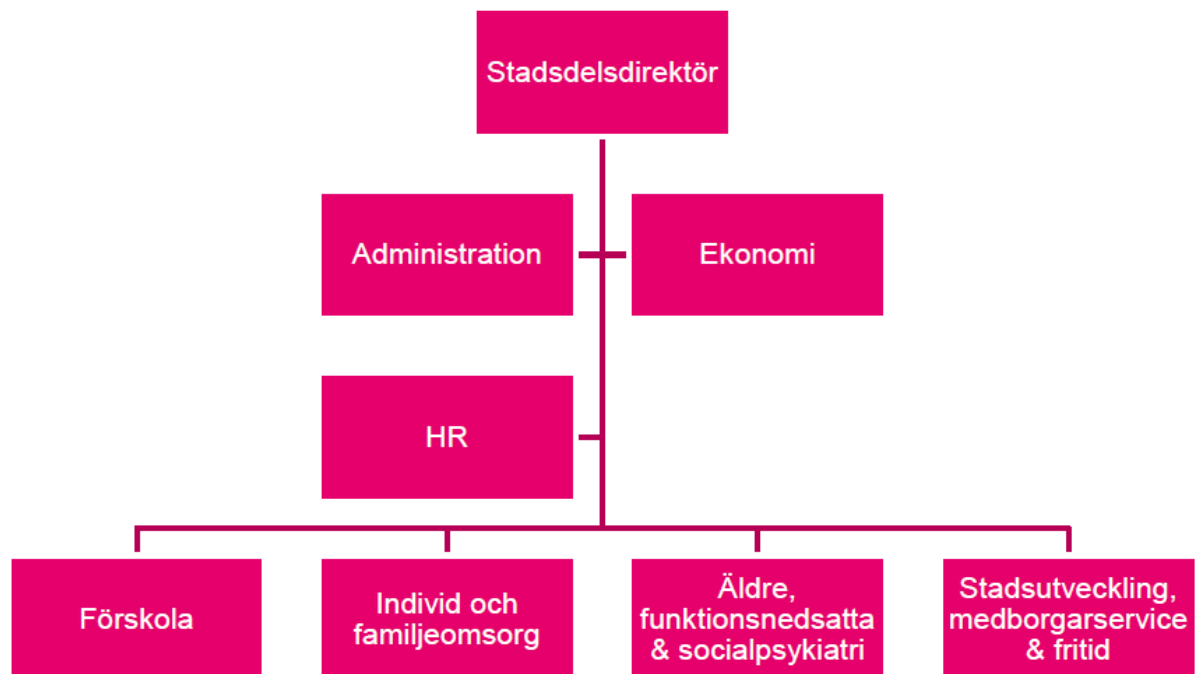 Stadsdelsdirektör
Administration
Ekonomi
HR
Förskola
Individ och
familjeomsorg
Äldre,
funktionsnedsatta
& socialpsykiatri
Stadsutveckling,
medborgarservice
& fritid